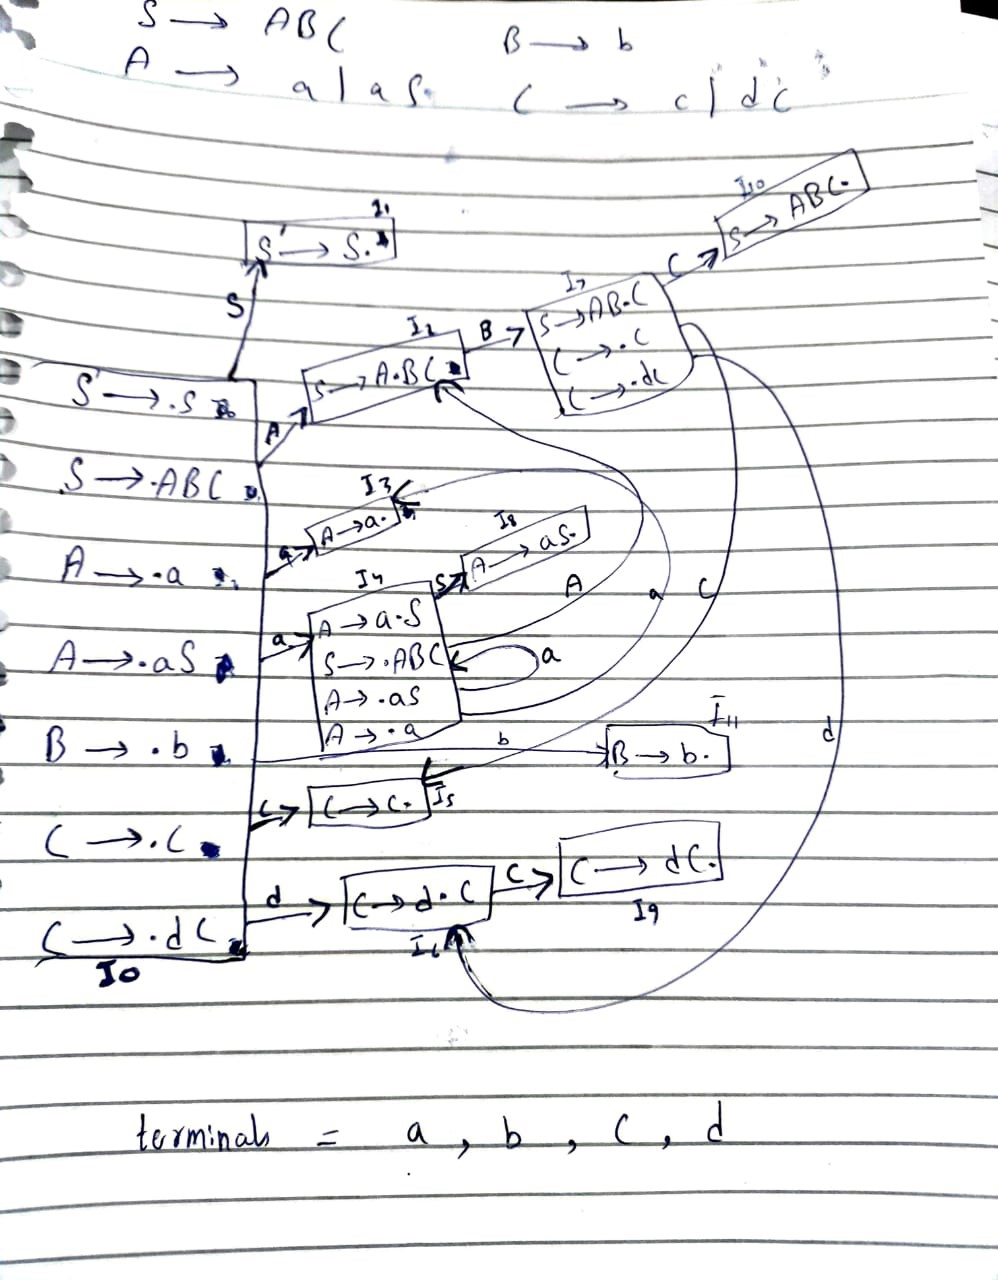 S → ABC
B → b
A → a | aS
C → c | dC
I10
S → ABC.
I1
S' → S.
C
I7
S → AB.C
C → .C
C → .dC
S
I2
B
S → A.BC
S' → .S
A
S → .ABC
I3
A → a.
a
I8
A → aS.
S
A → .a
I4
A → a.S
S → .ABC
A → .aS
A → .a
a
A
a
C
a
A → .aS
d
I11
B → .b
b
B → b.
C → .C
C
C → C.
I5
C → .dC
d
C → d.C
I6
C
C → dC.
I9
I0
terminals = a , b , C , d